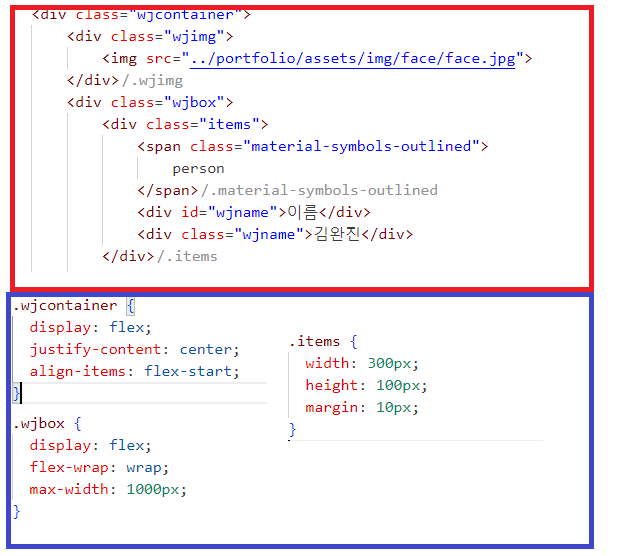 <div class="wjcontainer">
<div class="wjimg">
<img src="../portfolio/assets/img/face/face.jpg">
</div>/.wjimg
<div class="wjbox">
<div class="items">
<span class="material-symbols-outlined">
person
</span>/.material-symbols-outlined
<div id="wjname">이름</div>
<div class="wjname">김완진</div>
</div>/.items
.wjcontainer {
display: flex;
justify-content: center;
align-items: flex-start;
}
.wjbox {
display: flex;
flex-wrap: wrap;
max-width: 1000px;
}
.items {
width: 300px;
height: 100px;
margin: 10px;
}